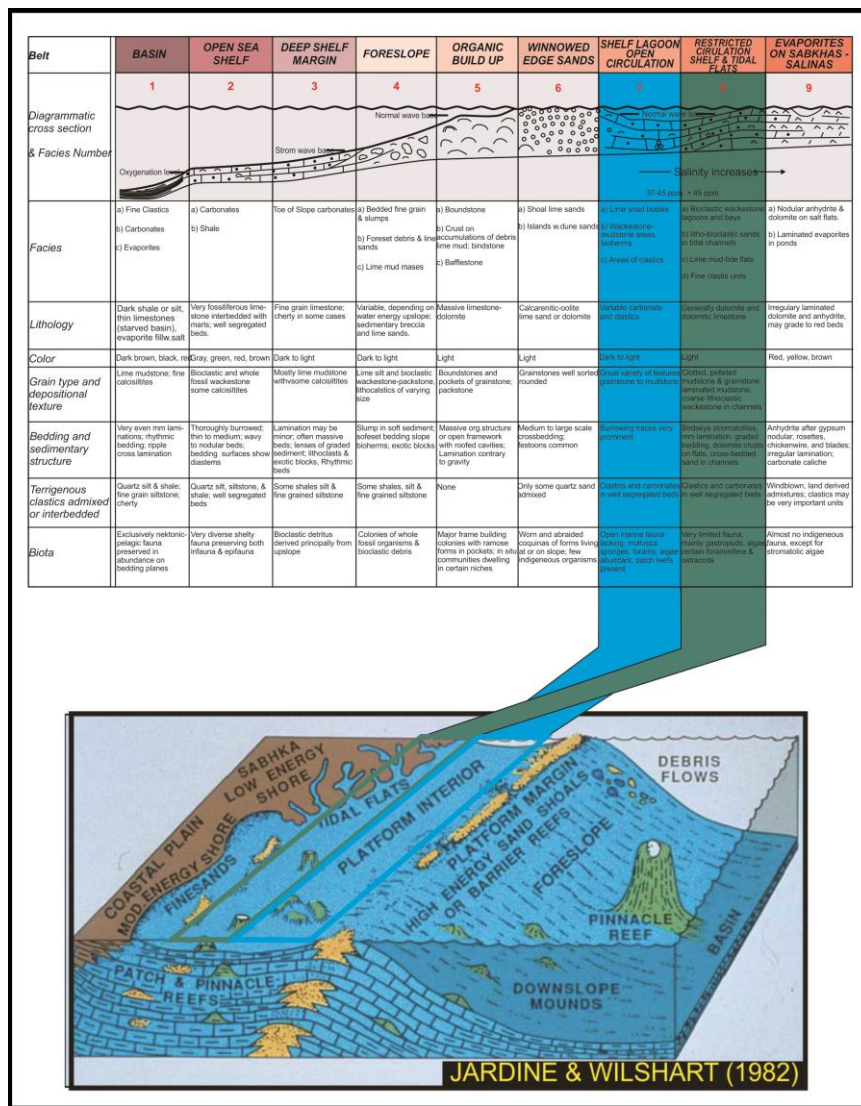 Belt
BASIN
OPEN SEA
SHELF
DEEP SHELF
MARGIN
FORESLOPE
ORGANIC
BUILD UP
WINNOWED
EDGE SANDS
SHELF LAGOON
OPEN
CIRCULATION
RESTRICTED
CIRULATION
SHELF & TIDAL
FLATS
EVAPORITES
ON SABKHAS -
SALINAS
Diagrammatic
cross section
& Facies Number
1
2
3
4
5
6
7
8
9
Normal wave base
Normal wave base
Strom wave base
Oxygenation level
Salinity increases
37-45 ppm > 45 ppm
Facies
a) Fine Clastics
b) Carbonates
c) Evaporites
a) Carbonates
b) Shale
Toe of Slope carbonates
a) Bedded fine grain
& slumps
b) Foreset debris & lime
sands
c) Lime mud mases
a) Boundstone
b) Crust on
accumulations of debris
lime mud; bindstone
c) Bafflestone
a) Shoal lime sands
b) Islands w.dune sands
a) Lime snad bodies
b) Wackestone-
mudstone areas,
bioherms
c) Areas of clastics
a) Bioclastic wackestone
lagoons and bays
b) litho-bioclastic sands
in tidal channels
c) Lime mud-tide flats
d) Fine clastis units
a) Nodular anhydrite &
dolomite on salt flats.
b) Laminated evaporites
in ponds
Lithology
Dark shale or silt,
thin limestones
(starved basin),
evaporite fillw.salt
Very fossiliferous lime-
stone interbedded with
marls; well segregated
beds.
Fine grain limestone;
cherty in some cases
Variable, depending on
water energy upslope;
sedimentary breccia
and lime sands.
Massive limestone-
dolomite
Calcarenitic-oolite
lime sand or dolomite
Variable carbonats
and clastics
Generally dolomite and
dolomitic limestone
Irregulary laminated
dolomite and anhydrite,
may grade to red beds
Color
Dark brown, black, red
Gray, green, red, brown
Dark to light
Dark to light
Light
Light
Dark to light
Light
Red, yellow, brown
Grain type and
depositional
texture
Lime mudstone; fine
calcisiltites
Bioclastic and whole
fossil wackestone
some calcisiltites
Mostly lime mudstone
withvsome calcisiltites
Lime silt and bioclastic
wackestone-packstone,
lithocalstics of varying
size
Boundstones and
pockets of grainstone;
packstone
Grainstones well sorted
rounded
Great variety of textures
grainstone to mudstone
Clotted, pelleted
mudstone & grainstone;
laminated mudstone,
coarse lithoclastic
wackestone in channels
Bedding and
sedimentary
structure
Very even mm lami-
nations; rhythmic
bedding; ripple
cross lamination
Thoroughly burrowed;
thin to medium; wavy
to nodular beds;
bedding surfaces show
diastems
Lamination may be
minor; often massive
beds; lenses of graded
sediment; lithoclasts &
exotic blocks, Rhythmic
beds
Slump in soft sediment;
sofeset bedding slope
bioherms; exotic blocks
Massive org.structure
or open framework
with roofed cavities;
Lamination contrary
to gravity
Medium to large scale
crossbedding;
festoons common
Burrowing traces very
prominent
Birdseye stromatolites,
mm lamination, graded
bedding, dolomite crusts
on flats, cross-bedded
sand in channels
Anhydrite after gypsum
nodular, rosettes,
chickenwire, and blades;
irregular lamination;
carbonate caliche
Terrigenous
clastics admixed
or interbedded
Quartz silt & shale;
fine grain siltstone;
cherty
Quartz silt, siltstone, &
shale; well segregated
beds
Some shales silt &
fine grained siltstone
Some shales, silt &
fine grained siltstone
None
Only some quartz sand
admixed
Clastics and carbonates
in well segregated beds
Clastics and carbonates
in well segregated beds
Windblown, land derived
admixtures; clastics may
be very important units
Biota
Exclusively nektonic-
pelagic fauna
preserved in
abundance on
bedding planes
Very diverse shelty
fauna preserving both
infauna & epifauna
Bioclastic detritus
derived principally from
upslope
Colonies of whole
fossil organisms &
bioclastic debris
Major frame building
colonies with ramose
forms in pockets; in situ
communities dwelling
in certain niches
Worn and abraided
coquinas of forms living
at or on slope; few
indigeneous organisms
Open marine fauna
lacking; mollusca,
sponges, forams, algae
abundant, patch reefs
present
Very limited fauna,
mainly gastropods, algae
certain foraminifera &
ostracods
Almost no indigeneous
fauna, except for
stromatolic algae
SABHKA
LOW ENERGY
SHORE
COASTAL PLAIN
MOD.ENERGY SHORE
FINESANDS
TIDAL FLATS
PLATFORM INTERIOR
PLATFORM MARGIN
HIGH ENERGY SAND SHOALS
OR BARRIER REEFS
FORESLOPE
DEBRIS
FLOWS
PINNACLE
REEF
BASIN
PATCH & PINNACLE
REEFS
DOWNSLOPE
MOUNDS
JARDINE & WILSHART (1982)